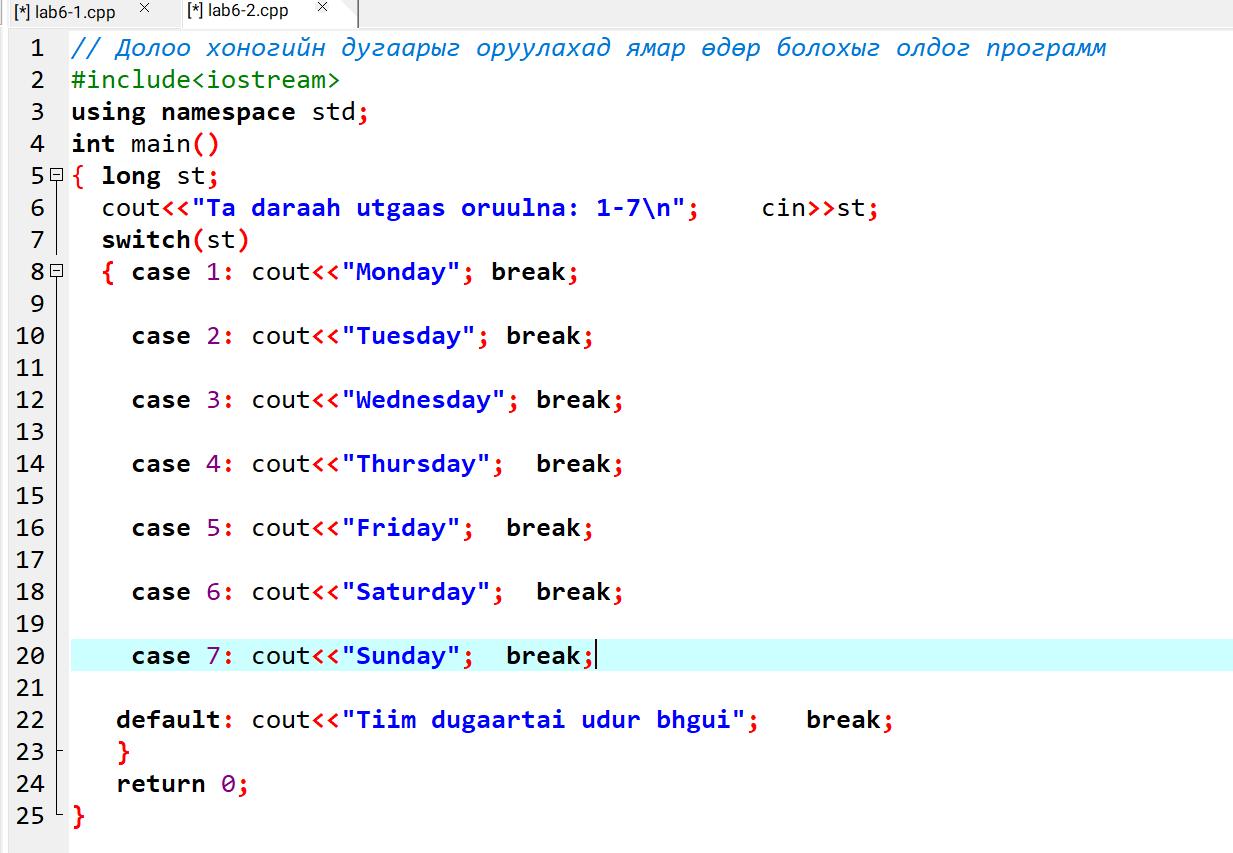 [*] lab6-1.cpp × [*] lab6-2.cpp ×
1 // Долоо хоногийн дугаарыг оруулахад ямар өдөр болохыг олдог программ
2 #include<iostream>
3 using namespace std;
4 int main()
5 { long st;
6 cout<<"Ta daraah utgaas oruulna: 1-7\n"; cin>>st;
7 switch(st)
8 { case 1: cout<<"Monday"; break;
9
10 case 2: cout<<"Tuesday"; break;
11
12 case 3: cout<<"Wednesday"; break;
13
14 case 4: cout<<"Thursday"; break;
15
16 case 5: cout<<"Friday"; break;
17
18 case 6: cout<<"Saturday"; break;
19
20 case 7: cout<<"Sunday"; break;
21
22 default: cout<<"Tiim dugaartai udur bhgui"; break;
23 }
24 return 0;
25 }